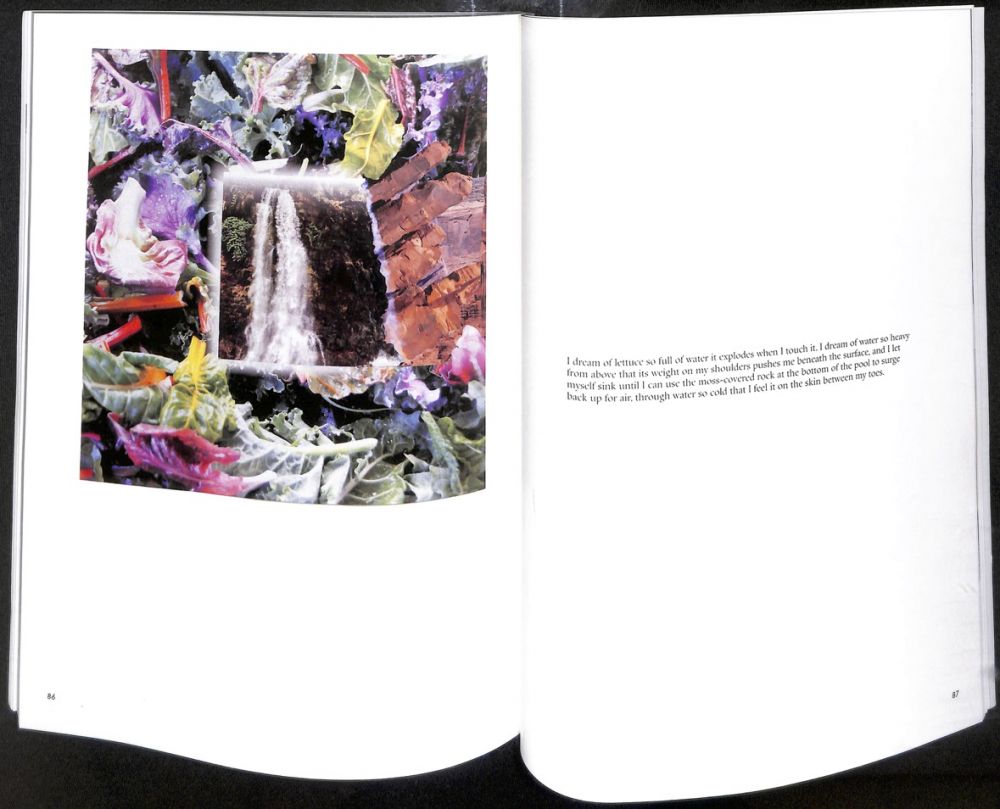 I dream of lettuce so full of water it explodes when I touch it. I dream of water so heavy
from above that its weight on my shoulders pushes me beneath the surface, and I let
myself sink until I can use the moss-covered rock at the bottom of the pool to surge
back up for air, through water so cold that I feel it on the skin between my toes.
86
87